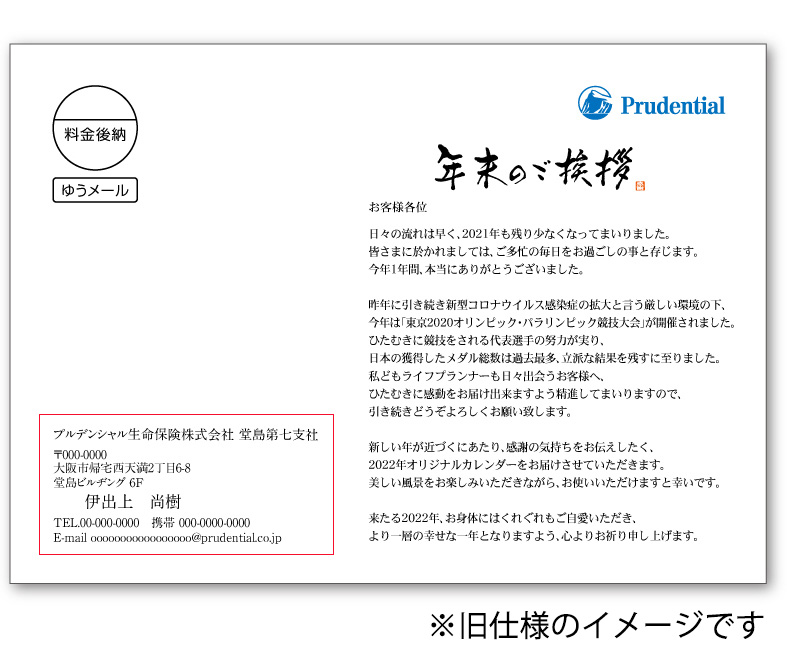 料金後納
ゆうメール
Prudential
年末のご挨拶
お客様各位
日々の流れは早く、2021年も残り少なくなってまいりました。
皆さまに於かれましては、ご多忙の毎日をお過ごしの事と存じます。
今年1年間、本当にありがとうございました。
昨年に引き続き新型コロナウイルス感染症の拡大と言う厳しい環境の下、
今年は「東京2020オリンピック・パラリンピック競技大会」が開催されました。
ひたむきに競技をされる代表選手の努力が実り、
日本の獲得したメダル総数は過去最多、立派な結果を残すに至りました。
私どもライフプランナーも日々出会うお客様へ、
ひたむきに感動をお届け出来ますよう精進してまいりますので、
引き続きどうぞよろしくお願い致します。
新しい年が近づくにあたり、感謝の気持ちをお伝えしたく、
2022年オリジナルカレンダーをお届けさせていただきます。
美しい風景をお楽しみいただきながら、お使いいただけますと幸いです。
来たる2022年、お身体にはくれぐれもご自愛いただき、
より一層の幸せな一年となりますよう、心よりお祈り申し上げます。
プルデンシャル生命保険株式会社 堂島第七支社
〒000-0000
大阪市帰宅西天満2丁目6-8
堂島ビルヂング 6F
伊出上 尚樹
TEL.00-000-0000 携帯 000-0000-0000
E-mail ooooooooooooooooo@prudential.co.jp
※旧仕様のイメージです